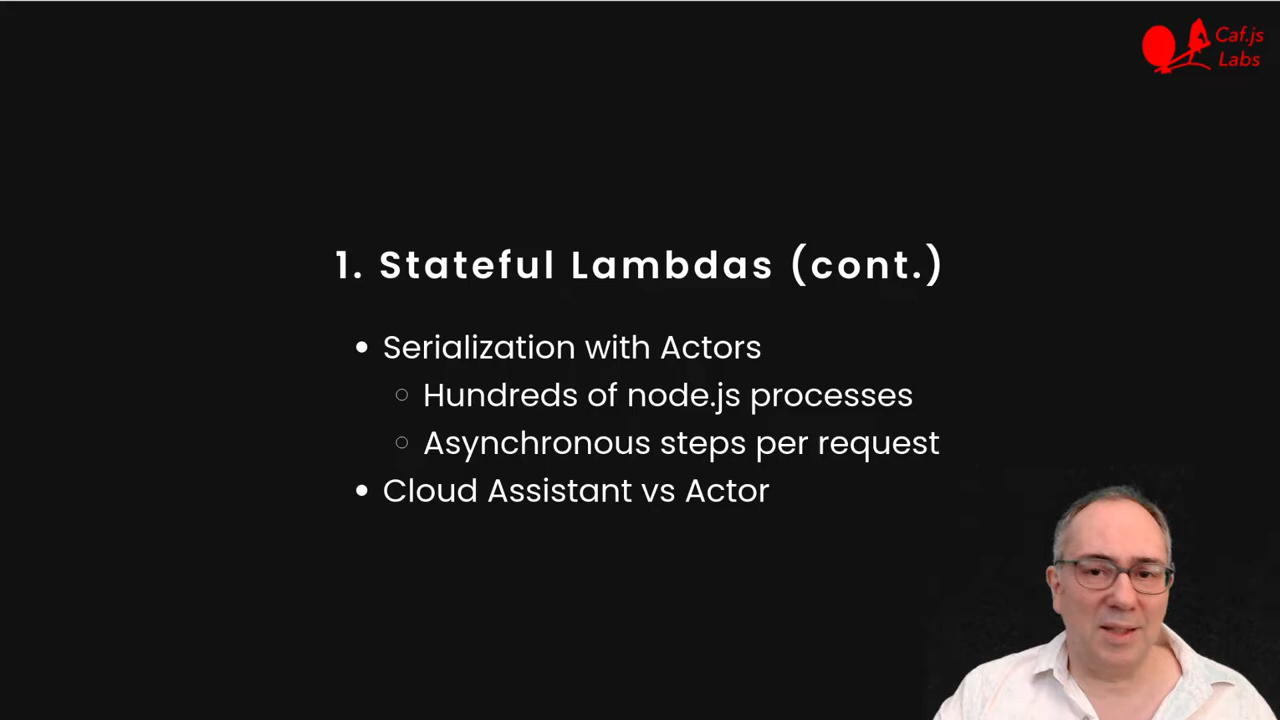 Caf.js
Labs
1. Stateful Lambdas (cont.)
• Serialization with Actors
○ Hundreds of node.js processes
○ Asynchronous steps per request
• Cloud Assistant vs Actor